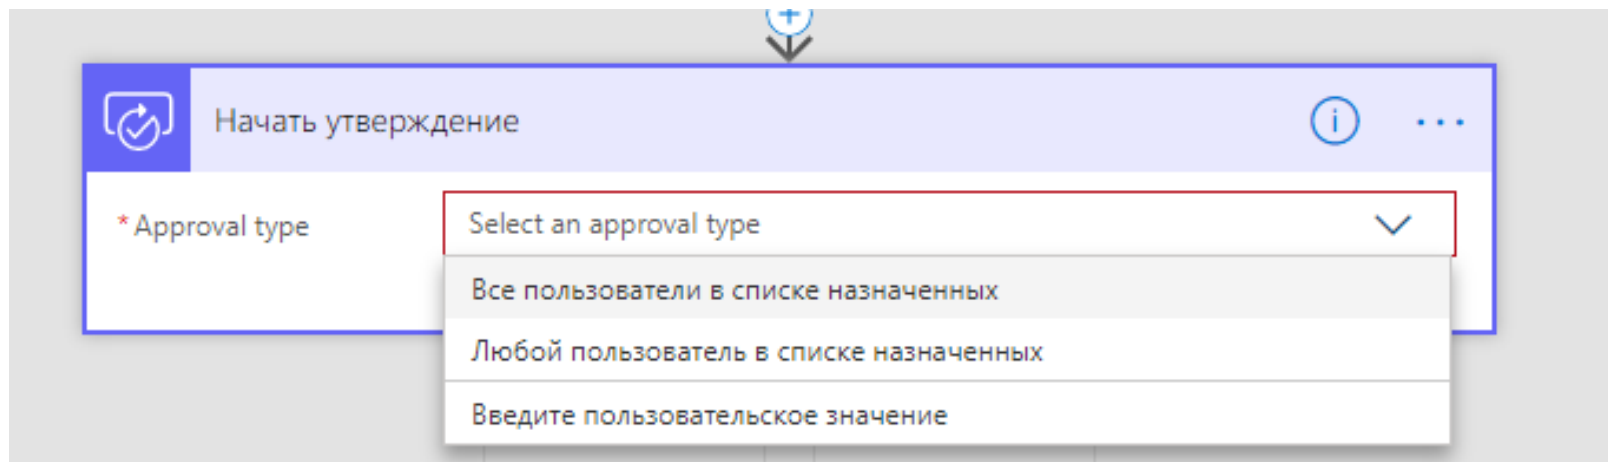 Начать утверждение
* Approval type
Select an approval type
Все пользователи в списке назначенных
Любой пользователь в списке назначенных
Введите пользовательское значение